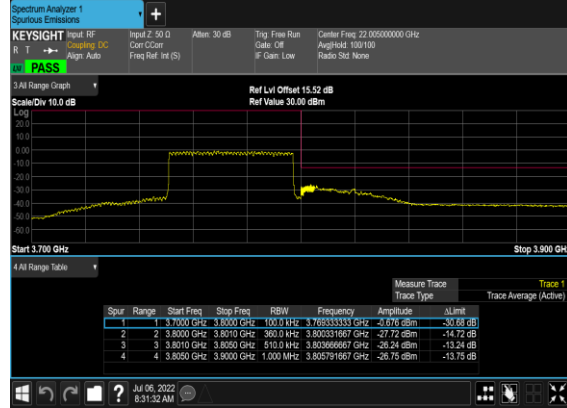 Spectrum Analyzer 1
Spurious Emissions
+
KEYSIGHT Input: RF Input Z: 50 Ω Atten: 30 dB Trig: Free Run Center Freq: 22.005000000 GHz
R T Coupling: DC Corr CCorr Gate: Off Avg|Hold: 100/100
Align: Auto Freq Ref: Int (S) IF Gain: Low Radio Std: None
PASS
3 All Range Graph
Ref Lvl Offset 15.52 dB
Scale/Div 10.0 dB Ref Value 30.00 dBm
Log
20.0
10.0
0.00
-10.0
-20.0
-30.0
-40.0
-50.0
-60.0
Start 3.700 GHz Stop 3.900 GHz
4 All Range Table
Measure Trace Trace 1
Trace Type Trace Average (Active)
Spur Range Start Freq Stop Freq RBW Frequency Amplitude ΔLimit
1 1 3.7000 GHz 3.8000 GHz 100.0 kHz 3.769333333 GHz -0.676 dBm -30.68 dB
2 2 3.8000 GHz 3.8010 GHz 360.0 kHz 3.800331667 GHz -27.72 dBm -14.72 dB
3 3 3.8010 GHz 3.8050 GHz 510.0 kHz 3.803666667 GHz -26.24 dBm -13.24 dB
4 4 3.8050 GHz 3.9000 GHz 1.000 MHz 3.805791667 GHz -26.75 dBm -13.75 dB
? Jul 06, 2022
8:31:32 AM